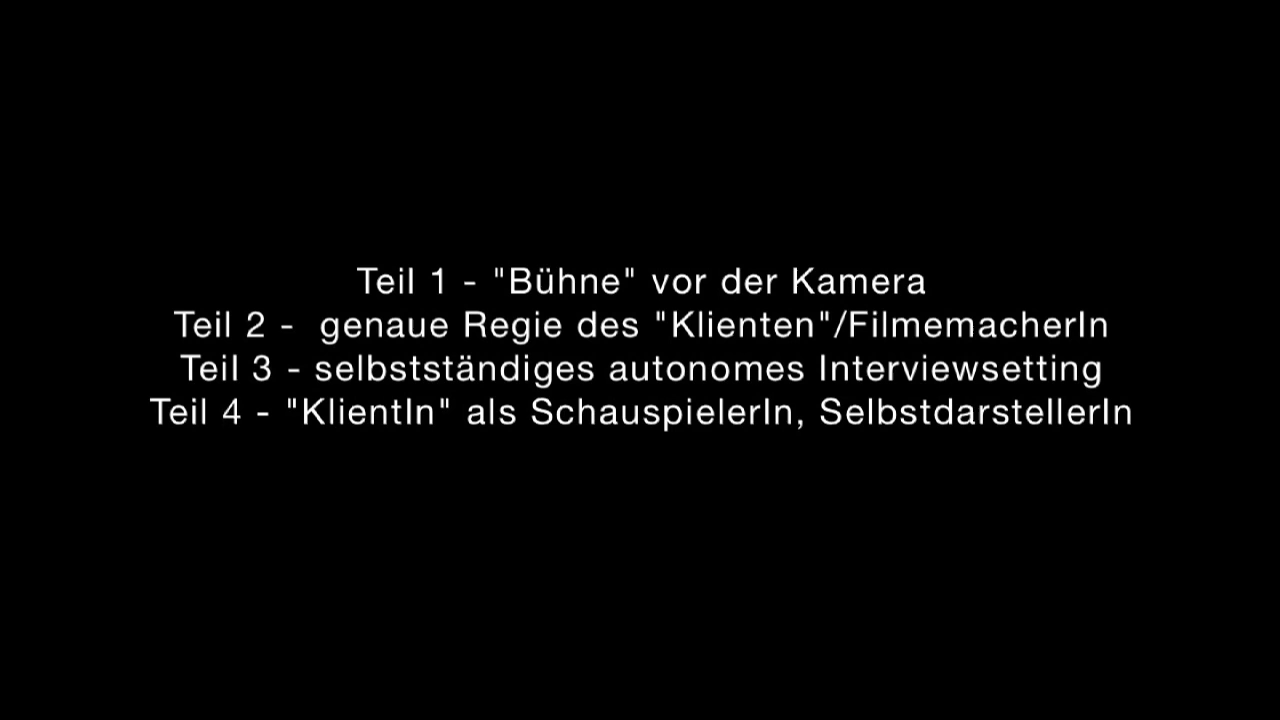 Teil 1 - "Bühne" vor der Kamera
Teil 2 -  genaue Regie des "Klienten"/FilmemacherIn
Teil 3 - selbstständiges autonomes Interviewsetting
Teil 4 - "KlientIn" als SchauspielerIn, SelbstdarstellerIn